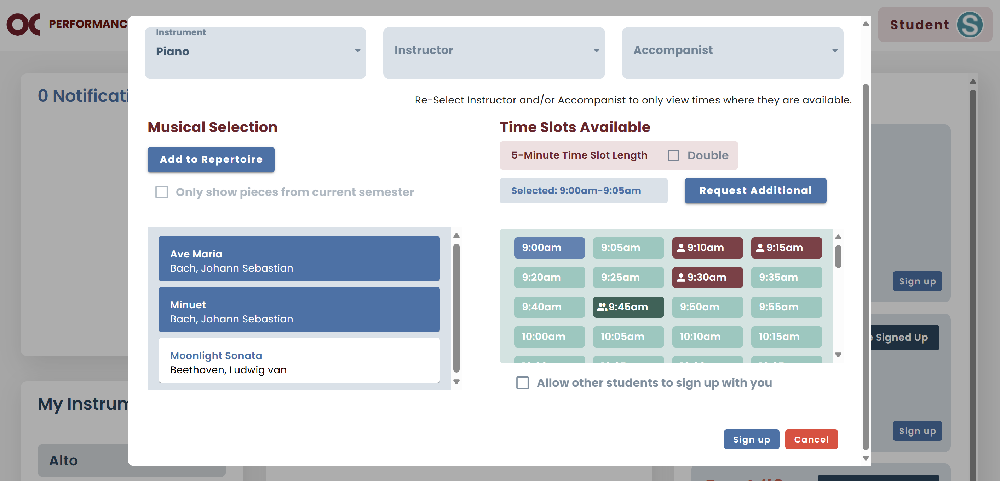 OC PERFORMANC
Student S
Instrument
Piano
Instructor
Accompanist
0 Notificati
Re-Select Instructor and/or Accompanist to only view times where they are available.
Musical Selection
Add to Repertoire
Only show pieces from current semester
Ave Maria
Bach, Johann Sebastian
Minuet
Bach, Johann Sebastian
Moonlight Sonata
Beethoven, Ludwig van
Time Slots Available
5-Minute Time Slot Length
Double
Selected: 9:00am-9:05am
Request Additional
9:00am 9:05am 9:10am 9:15am
9:20am 9:25am 9:30am 9:35am
9:40am 9:45am 9:50am 9:55am
10:00am 10:05am 10:10am 10:15am
Allow other students to sign up with you
Sign up
Cancel
Sign up
e Signed Up
Sign up
My Instrum
Alto